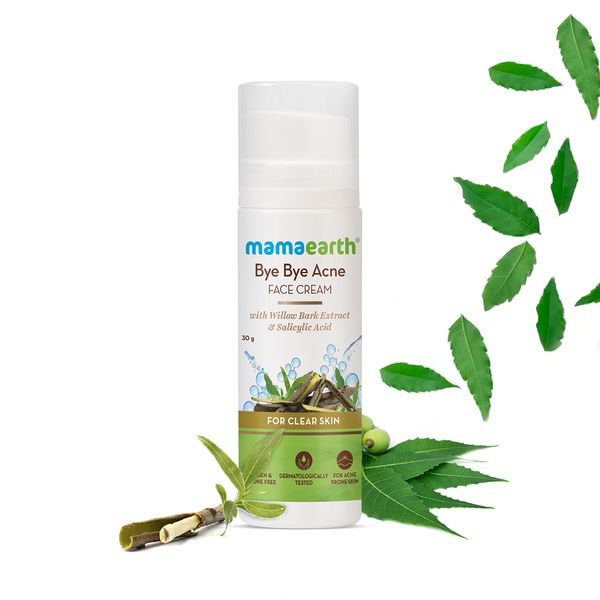 mamaearth®
Bye Bye Acne
FACE CREAM
with Willow Bark Extract
& Salicylic Acid
30 g
FOR CLEAR SKIN
& DERMATOLOGICALLY FOR ACNE
FREE TESTED PRONE SKIN